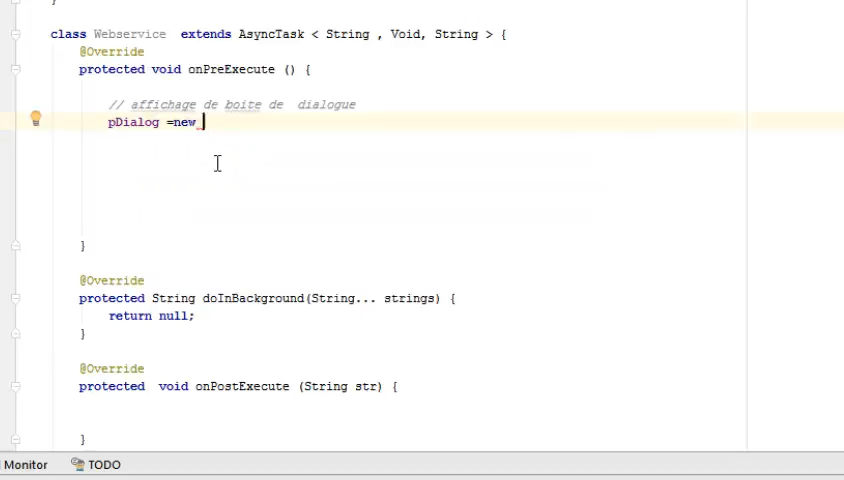 }
class Webservice  extends AsyncTask < String , Void, String > {
@Override
protected void onPreExecute () {
// affichage de boite de  dialogue
pDialog =new
}
@Override
protected String doInBackground(String... strings) {
return null;
}
@Override
protected  void onPostExecute (String str) {
}
Monitor
TODO